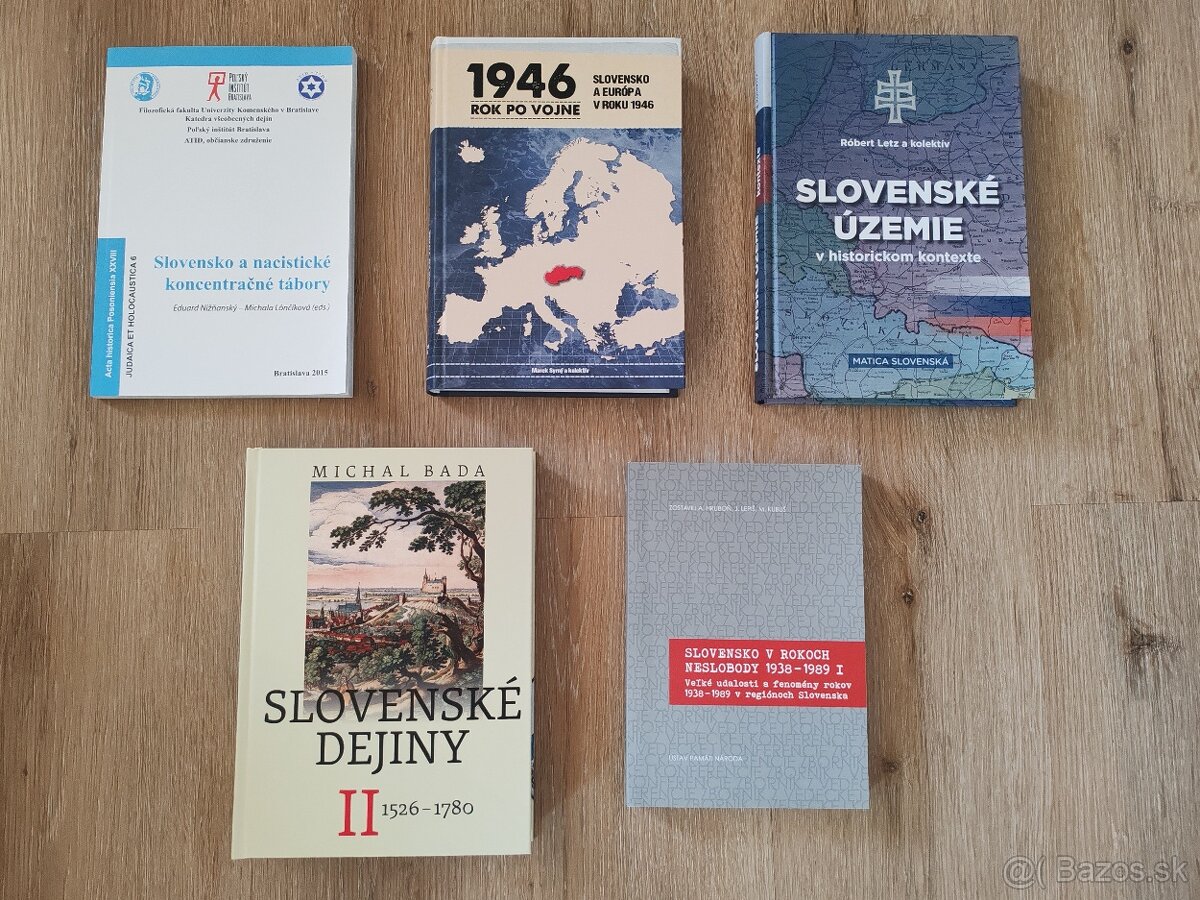 POĽSKÝ
INŠTITÚT
BRATISLAVA
Filozofická fakulta Univerzity Komenského v Bratislave
Katedra všeobecných dejín
Poľský inštitút Bratislava
ATID, občianske združenie
Slovensko a nacistické
koncentračné tábory
Eduard Nižňanský – Michala Lônčíková (eds.)
Bratislava 2015
Acta historica Posoniensia XXVIII
JUDAICA ET HOLOCAUSTICA 6
1946
ROK PO VOJNE
SLOVENSKO
A EURÓPA
V ROKU 1946
Marek Syrný a kolektív
Róbert Letz a kolektív
SLOVENSKÉ
ÚZEMIE
v historickom kontexte
MATICA SLOVENSKÁ
MICHAL BADA
SLOVENSKÉ
DEJINY
II 1526–1780
ZOSTAVILI A. HRUBOŇ, J. LEPIŠ, M. KUBUŠ
SLOVENSKO V ROKOCH
NESLOBODY 1938–1989 I
Veľké udalosti a fenomény rokov
1938–1989 v regiónoch Slovenska
ÚSTAV PAMÄTI NÁRODA
@( Bazos.sk